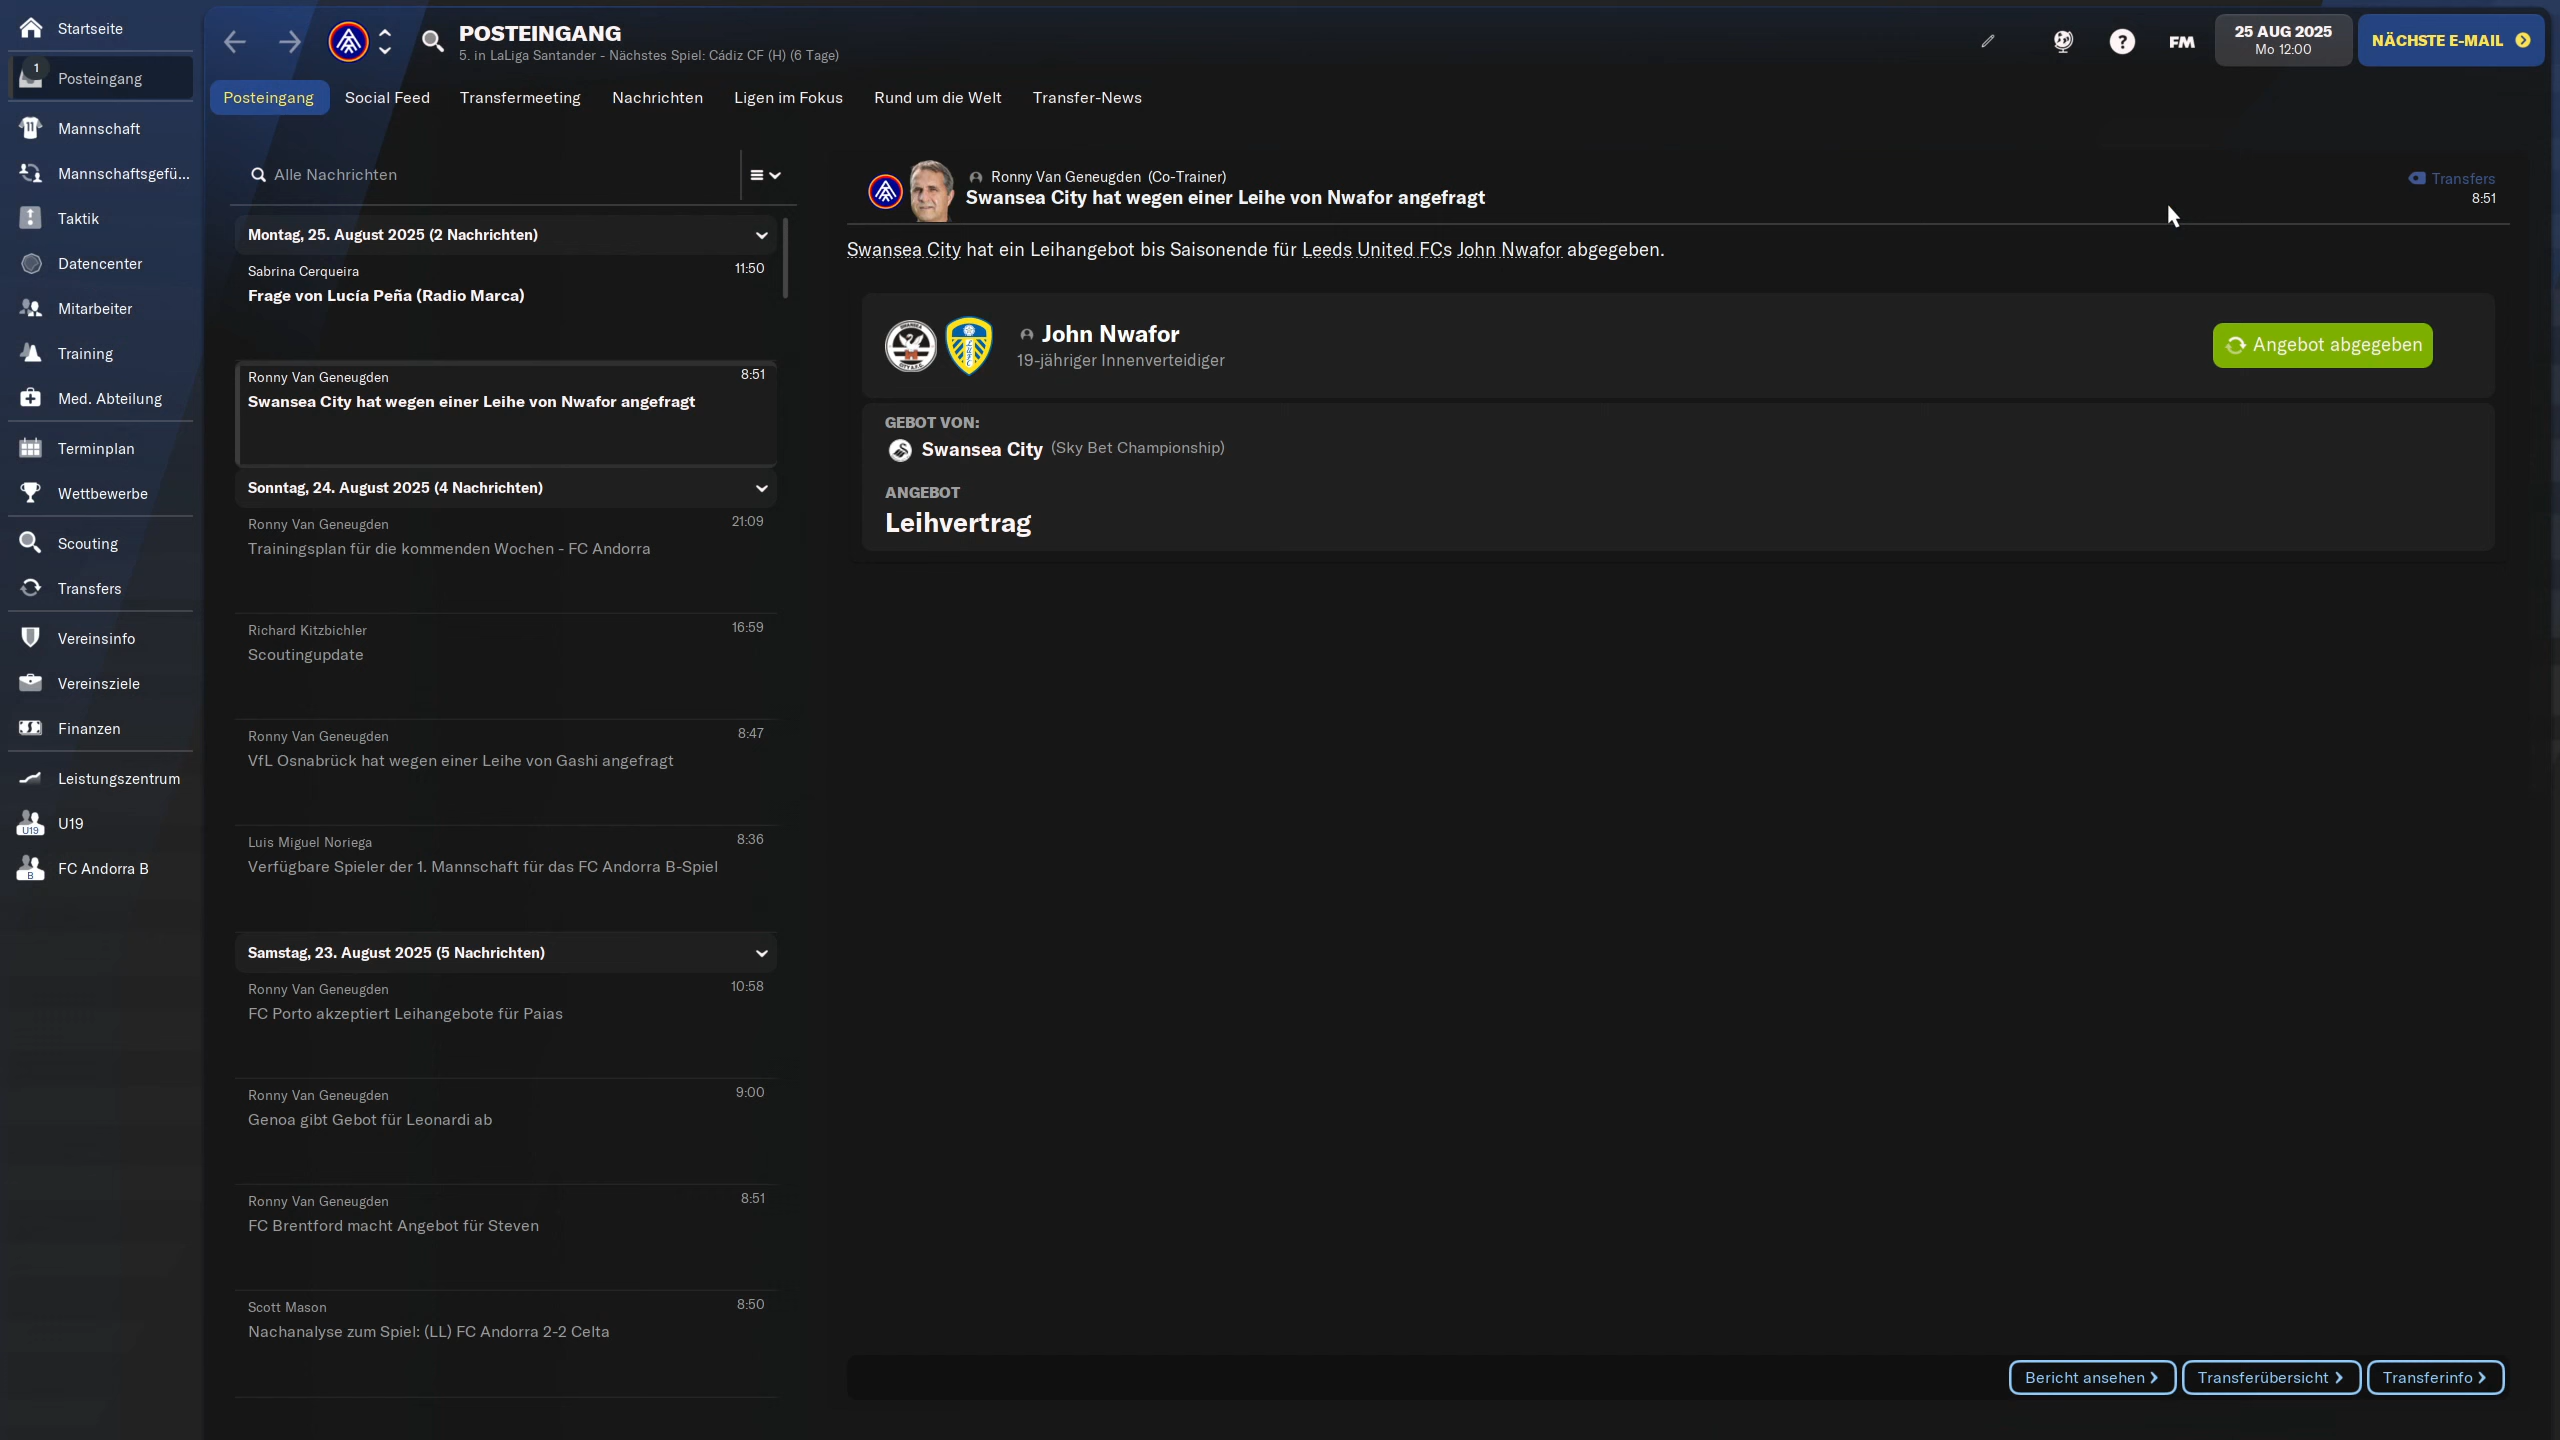 Startseite
1
Posteingang
Mannschaft
Mannschaftsgefü...
Taktik
Datencenter
Mitarbeiter
Training
Med. Abteilung
Terminplan
Wettbewerbe
Scouting
Transfers
Vereinsinfo
Vereinsziele
Finanzen
Leistungszentrum
U19
U19
B
FC Andorra B
POSTEINGANG
5. in LaLiga Santander - Nächstes Spiel: Cádiz CF (H) (6 Tage)
FM
25 AUG 2025
Mo 12:00
NÄCHSTE E-MAIL
Posteingang
Social Feed
Transfermeeting
Nachrichten
Ligen im Fokus
Rund um die Welt
Transfer-News
Alle Nachrichten
Montag, 25. August 2025 (2 Nachrichten)
Sabrina Cerqueira 11:50
Frage von Lucía Peña (Radio Marca)
Ronny Van Geneugden 8:51
Swansea City hat wegen einer Leihe von Nwafor angefragt
Sonntag, 24. August 2025 (4 Nachrichten)
Ronny Van Geneugden 21:09
Trainingsplan für die kommenden Wochen - FC Andorra
Richard Kitzbichler 16:59
Scoutingupdate
Ronny Van Geneugden 8:47
VfL Osnabrück hat wegen einer Leihe von Gashi angefragt
Luis Miguel Noriega 8:36
Verfügbare Spieler der 1. Mannschaft für das FC Andorra B-Spiel
Samstag, 23. August 2025 (5 Nachrichten)
Ronny Van Geneugden 10:58
FC Porto akzeptiert Leihangebote für Paias
Ronny Van Geneugden 9:00
Genoa gibt Gebot für Leonardi ab
Ronny Van Geneugden 8:51
FC Brentford macht Angebot für Steven
Scott Mason 8:50
Nachanalyse zum Spiel: (LL) FC Andorra 2-2 Celta
Ronny Van Geneugden (Co-Trainer)
Swansea City hat wegen einer Leihe von Nwafor angefragt
Transfers
8:51
Swansea City hat ein Leihangebot bis Saisonende für Leeds United FCs John Nwafor abgegeben.
John Nwafor
19-jähriger Innenverteidiger
Angebot abgegeben
GEBOT VON:
Swansea City (Sky Bet Championship)
ANGEBOT
Leihvertrag
Bericht ansehen
Transferübersicht
Transferinfo